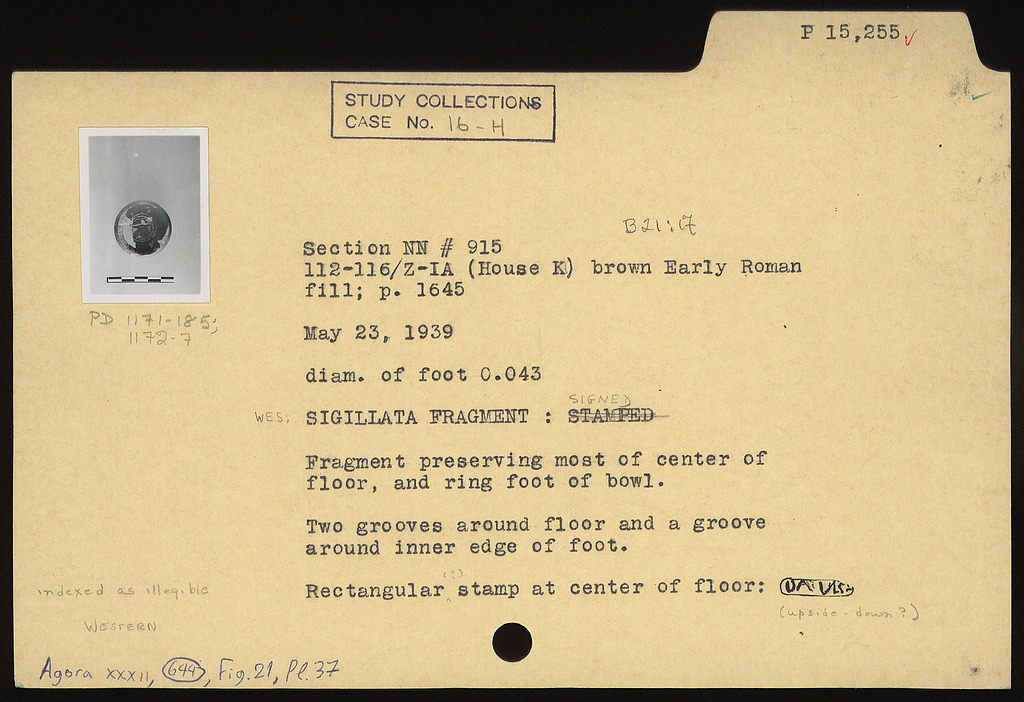 P 15,255
STUDY COLLECTIONS
CASE No. 16-H
B21:17
Section NN # 915
112-116/Z-IA (House K) brown Early Roman
fill; p. 1645
PD 1171-185;
1172-7
May 23, 1939
diam. of foot 0.043
SIGNED
WES. SIGILLATA FRAGMENT : STAMPED
Fragment preserving most of center of
floor, and ring foot of bowl.
Two grooves around floor and a groove
around inner edge of foot.
(?)
Rectangular stamp at center of floor:
(upside-down?)
indexed as illegible
WESTERN
Agora XXXII, 644, Fig. 21, Pl. 37